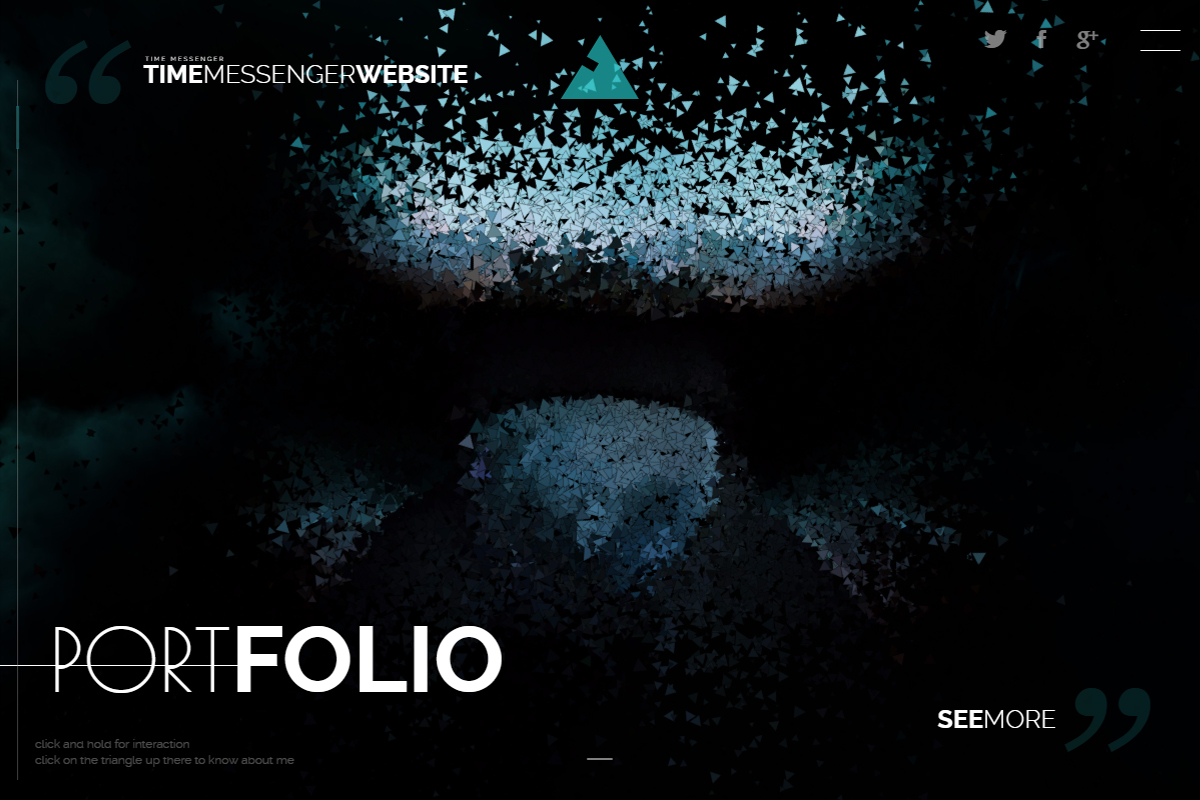 TIME MESSENGER
TIMEMESSENGERWEBSITE
PORTFOLIO
SEEMORE
click and hold for interaction
click on the triangle up there to know about me